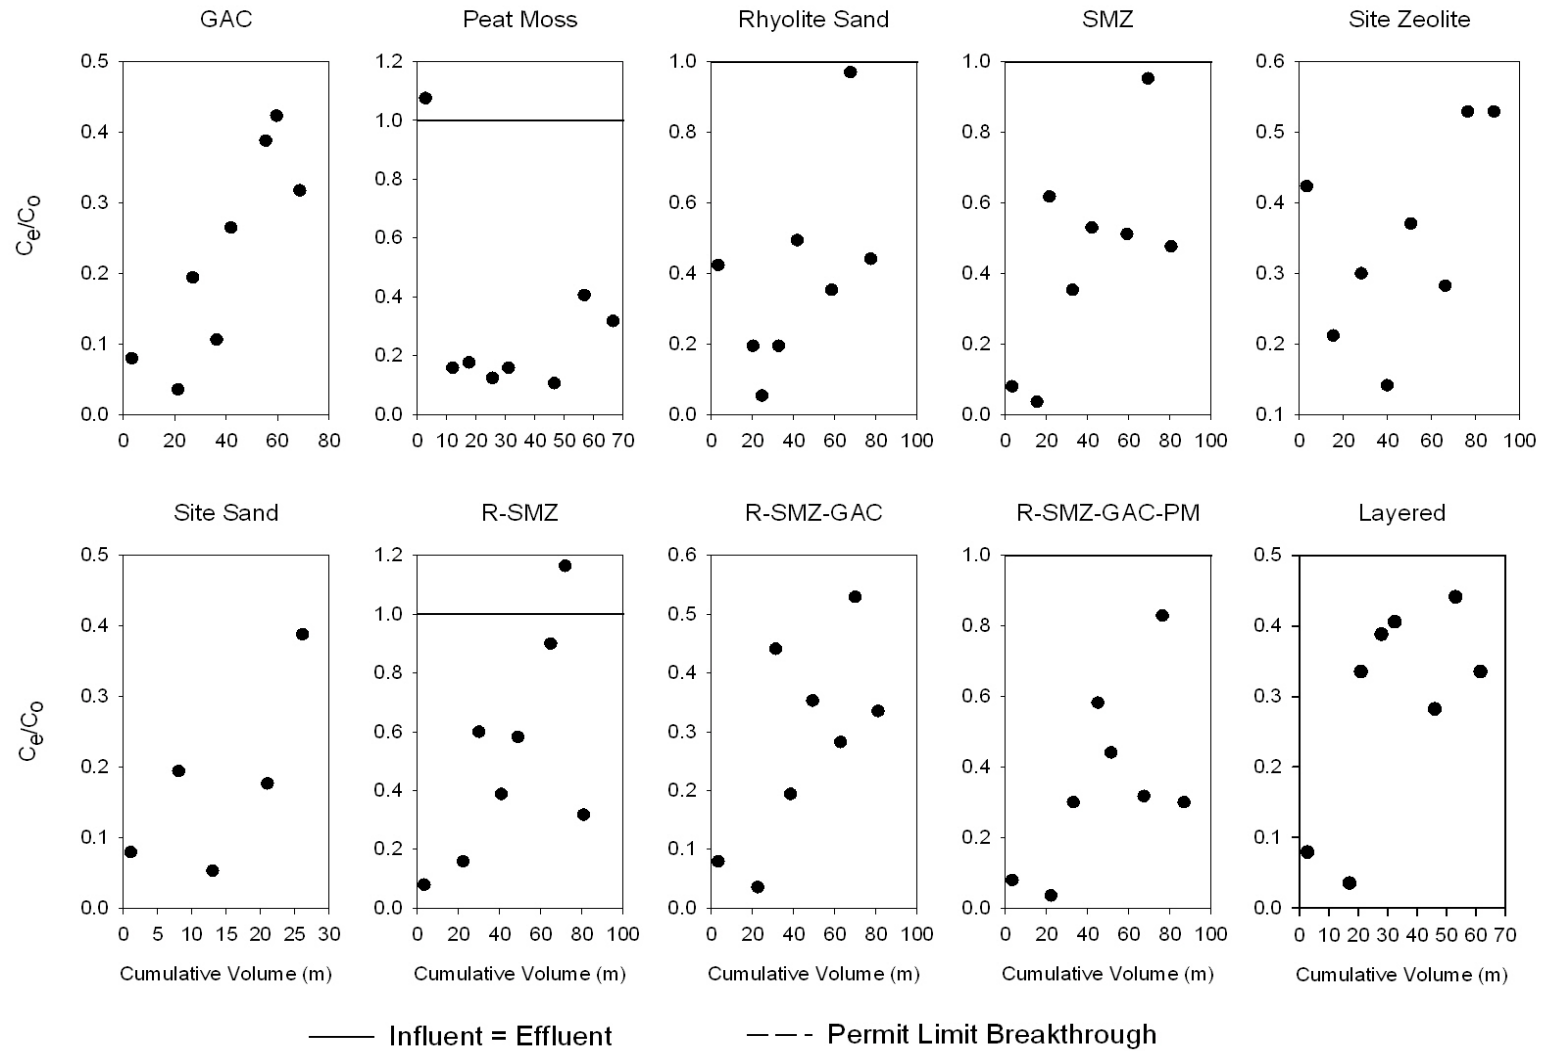 GAC Peat Moss Rhyolite Sand SMZ Site Zeolite
0.5 1.2 1.0 1.0 0.6
1.0
0.4 0.8 0.8 0.5
0.8
0.3 0.6 0.6 0.4
Ce/Co
0.6
0.2 0.4 0.4 0.3
0.4
0.1 0.2 0.2 0.2
0.2
0.0 0.0 0.0 0.0 0.1
0 20 40 60 80 0 10 20 30 40 50 60 70 0 20 40 60 80 100 0 20 40 60 80 100 0 20 40 60 80 100
Site Sand R-SMZ R-SMZ-GAC R-SMZ-GAC-PM Layered
0.5 1.2 0.6 1.0 0.5
1.0 0.5
0.4 0.8 0.4
0.8 0.4
0.3 0.6 0.3
Ce/Co
0.6 0.3
0.2 0.4 0.2
0.4 0.2
0.1 0.2 0.1
0.2 0.1
0.0 0.0 0.0 0.0 0.0
0 5 10 15 20 25 30 0 20 40 60 80 100 0 20 40 60 80 100 0 20 40 60 80 100 0 10 20 30 40 50 60 70
Cumulative Volume (m) Cumulative Volume (m) Cumulative Volume (m) Cumulative Volume (m) Cumulative Volume (m)
Influent = Effluent Permit Limit Breakthrough